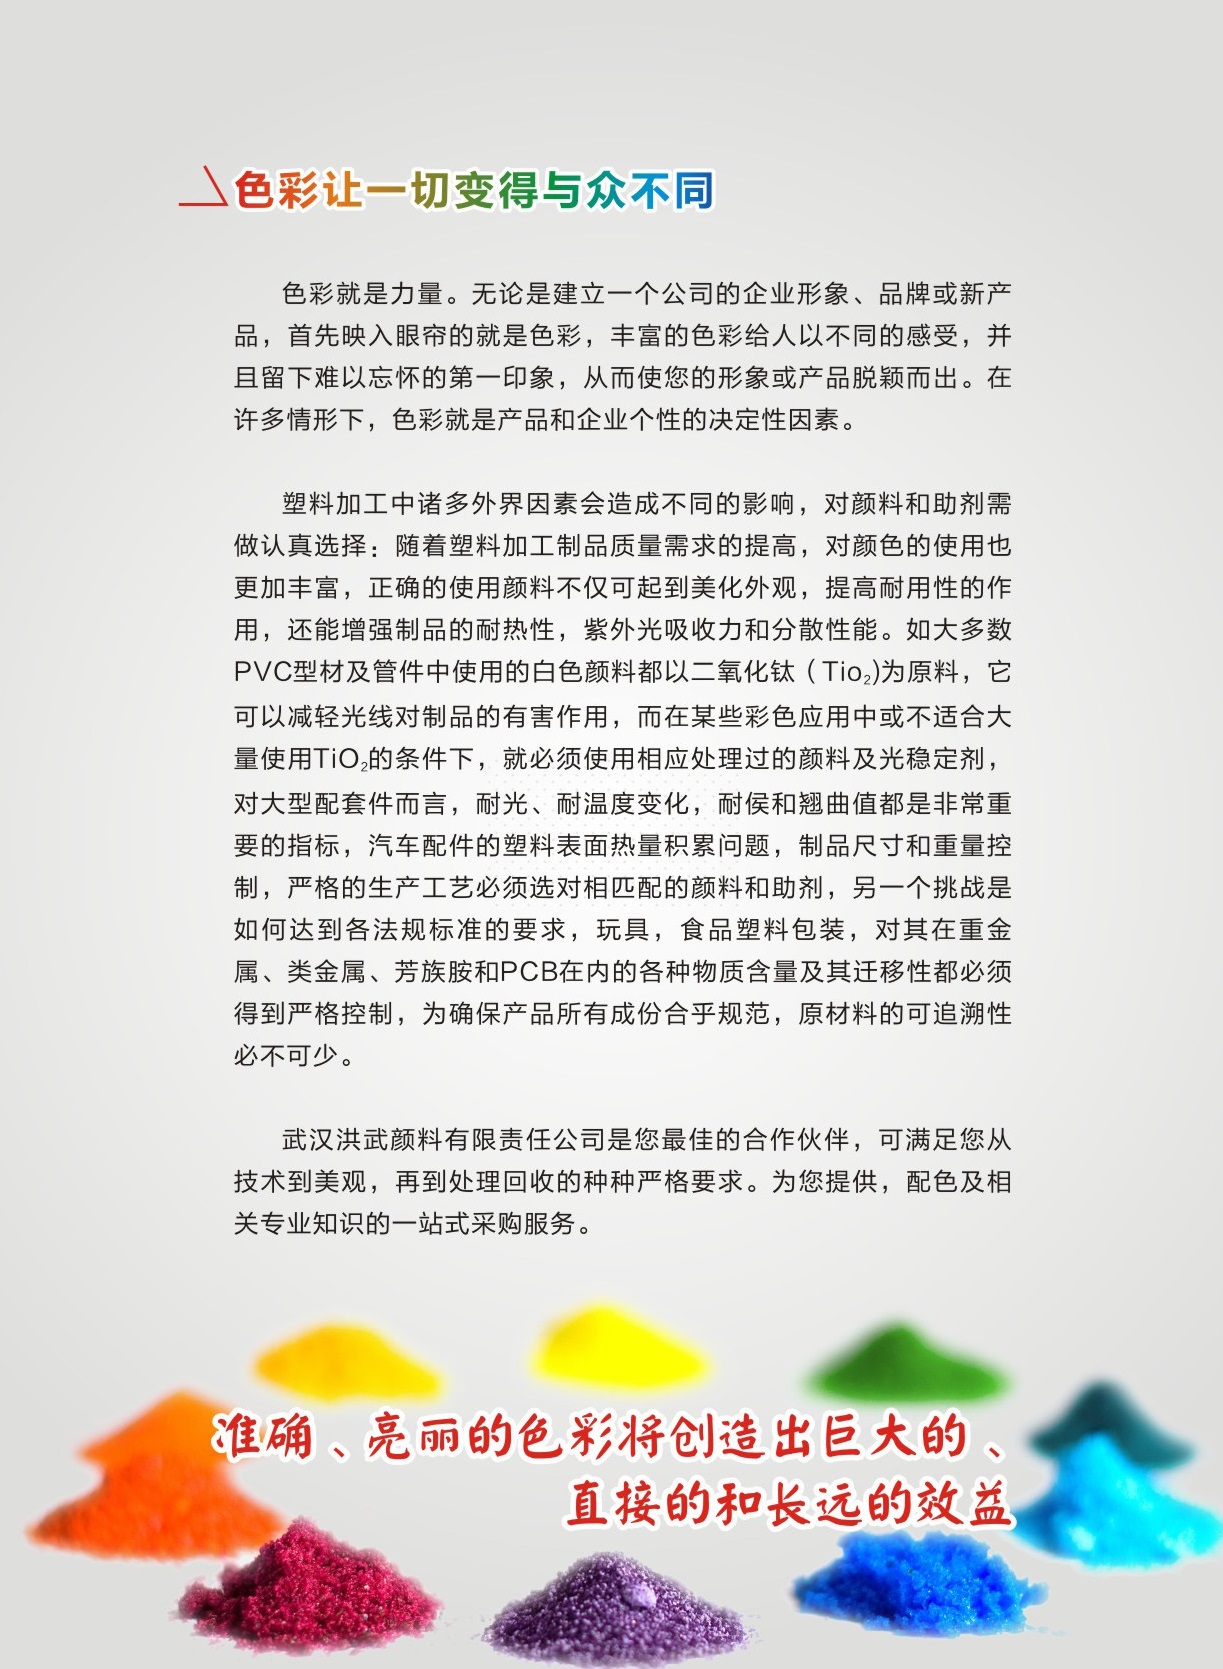 色彩让一切变得与众不同
色彩就是力量。无论是建立一个公司的企业形象、品牌或新产
品，首先映入眼帘的就是色彩，丰富的色彩给人以不同的感受，并
且留下难以忘怀的第一印象，从而使您的形象或产品脱颖而出。在
许多情形下，色彩就是产品和企业个性的决定性因素。
塑料加工中诸多外界因素会造成不同的影响，对颜料和助剂需
做认真选择：随着塑料加工制品质量需求的提高，对颜色的使用也
更加丰富，正确的使用颜料不仅可起到美化外观，提高耐用性的作
用，还能增强制品的耐热性，紫外光吸收力和分散性能。如大多数
PVC型材及管件中使用的白色颜料都以二氧化钛（Tio₂)为原料，它
可以减轻光线对制品的有害作用，而在某些彩色应用中或不适合大
量使用TiO₂的条件下，就必须使用相应处理过的颜料及光稳定剂，
对大型配套件而言，耐光、耐温度变化，耐侯和翘曲值都是非常重
要的指标，汽车配件的塑料表面热量积累问题，制品尺寸和重量控
制，严格的生产工艺必须选对相匹配的颜料和助剂，另一个挑战是
如何达到各法规标准的要求，玩具，食品塑料包装，对其在重金
属、类金属、芳族胺和PCB在内的各种物质含量及其迁移性都必须
得到严格控制，为确保产品所有成份合乎规范，原材料的可追溯性
必不可少。
武汉洪武颜料有限责任公司是您最佳的合作伙伴，可满足您从
技术到美观，再到处理回收的种种严格要求。为您提供，配色及相
关专业知识的一站式采购服务。
准确、亮丽的色彩将创造出巨大的、
直接的和长远的效益